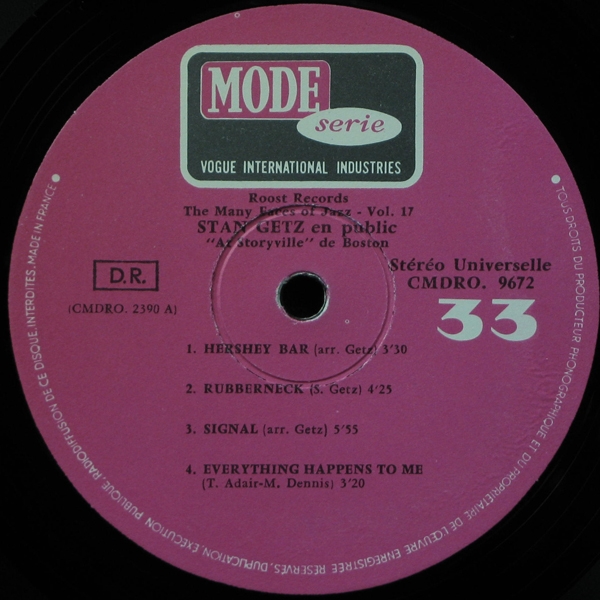 MODE
serie
VOGUE INTERNATIONAL INDUSTRIES
Roost Records
The Many Faces of Jazz - Vol. 17
STAN GETZ en public
"At Storyville" de Boston
D.R.
(CMDRO. 2390 A)
Stéréo Universelle
CMDRO. 9672
33
1. HERSHEY BAR (arr. Getz) 3'30
2. RUBBERNECK (S. Getz) 4'25
3. SIGNAL (arr. Getz) 5'55
4. EVERYTHING HAPPENS TO ME
(T. Adair-M. Dennis) 3'20
TOUS DROITS DU PRODUCTEUR PHONOGRAPHIQUE ET DU PROPRIETAIRE DE L'ŒUVRE ENREGISTREE RESERVES, DUPLICATION EXECUTION PUBLIQUE, RADIODIFFUSION DE CE DISQUE, INTERDITES. MADE IN FRANCE